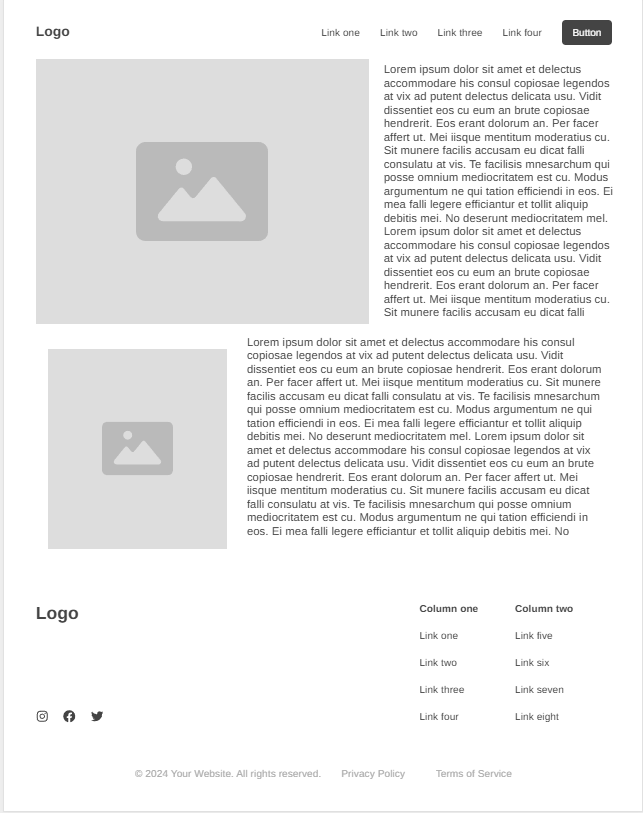 Logo
Link one
Link two
Link three
Link four
Button
Lorem ipsum dolor sit amet et delectus
accommodare his consul copiosae legendos
at vix ad putent delectus delicata usu. Vidit
dissentiet eos cu eum an brute copiosae
hendrerit. Eos erant dolorum an. Per facer
affert ut. Mei iisque mentitum moderatius cu.
Sit munere facilis accusam eu dicat falli
consulatu at vis. Te facilisis mnesarchum qui
posse omnium mediocritatem est cu. Modus
argumentum ne qui tation efficiendi in eos. Ei
mea falli legere efficiantur et tollit aliquip
debitis mei. No deserunt mediocritatem mel.
Lorem ipsum dolor sit amet et delectus
accommodare his consul copiosae legendos
at vix ad putent delectus delicata usu. Vidit
dissentiet eos cu eum an brute copiosae
hendrerit. Eos erant dolorum an. Per facer
affert ut. Mei iisque mentitum moderatius cu.
Sit munere facilis accusam eu dicat falli
Lorem ipsum dolor sit amet et delectus accommodare his consul
copiosae legendos at vix ad putent delectus delicata usu. Vidit
dissentiet eos cu eum an brute copiosae hendrerit. Eos erant dolorum
an. Per facer affert ut. Mei iisque mentitum moderatius cu. Sit munere
facilis accusam eu dicat falli consulatu at vis. Te facilisis mnesarchum
qui posse omnium mediocritatem est cu. Modus argumentum ne qui
tation efficiendi in eos. Ei mea falli legere efficiantur et tollit aliquip
debitis mei. No deserunt mediocritatem mel. Lorem ipsum dolor sit
amet et delectus accommodare his consul copiosae legendos at vix
ad putent delectus delicata usu. Vidit dissentiet eos cu eum an brute
copiosae hendrerit. Eos erant dolorum an. Per facer affert ut. Mei
iisque mentitum moderatius cu. Sit munere facilis accusam eu dicat
falli consulatu at vis. Te facilisis mnesarchum qui posse omnium
mediocritatem est cu. Modus argumentum ne qui tation efficiendi in
eos. Ei mea falli legere efficiantur et tollit aliquip debitis mei. No
Logo
Column one
Link one
Link two
Link three
Link four
Column two
Link five
Link six
Link seven
Link eight
© 2024 Your Website. All rights reserved.
Privacy Policy
Terms of Service